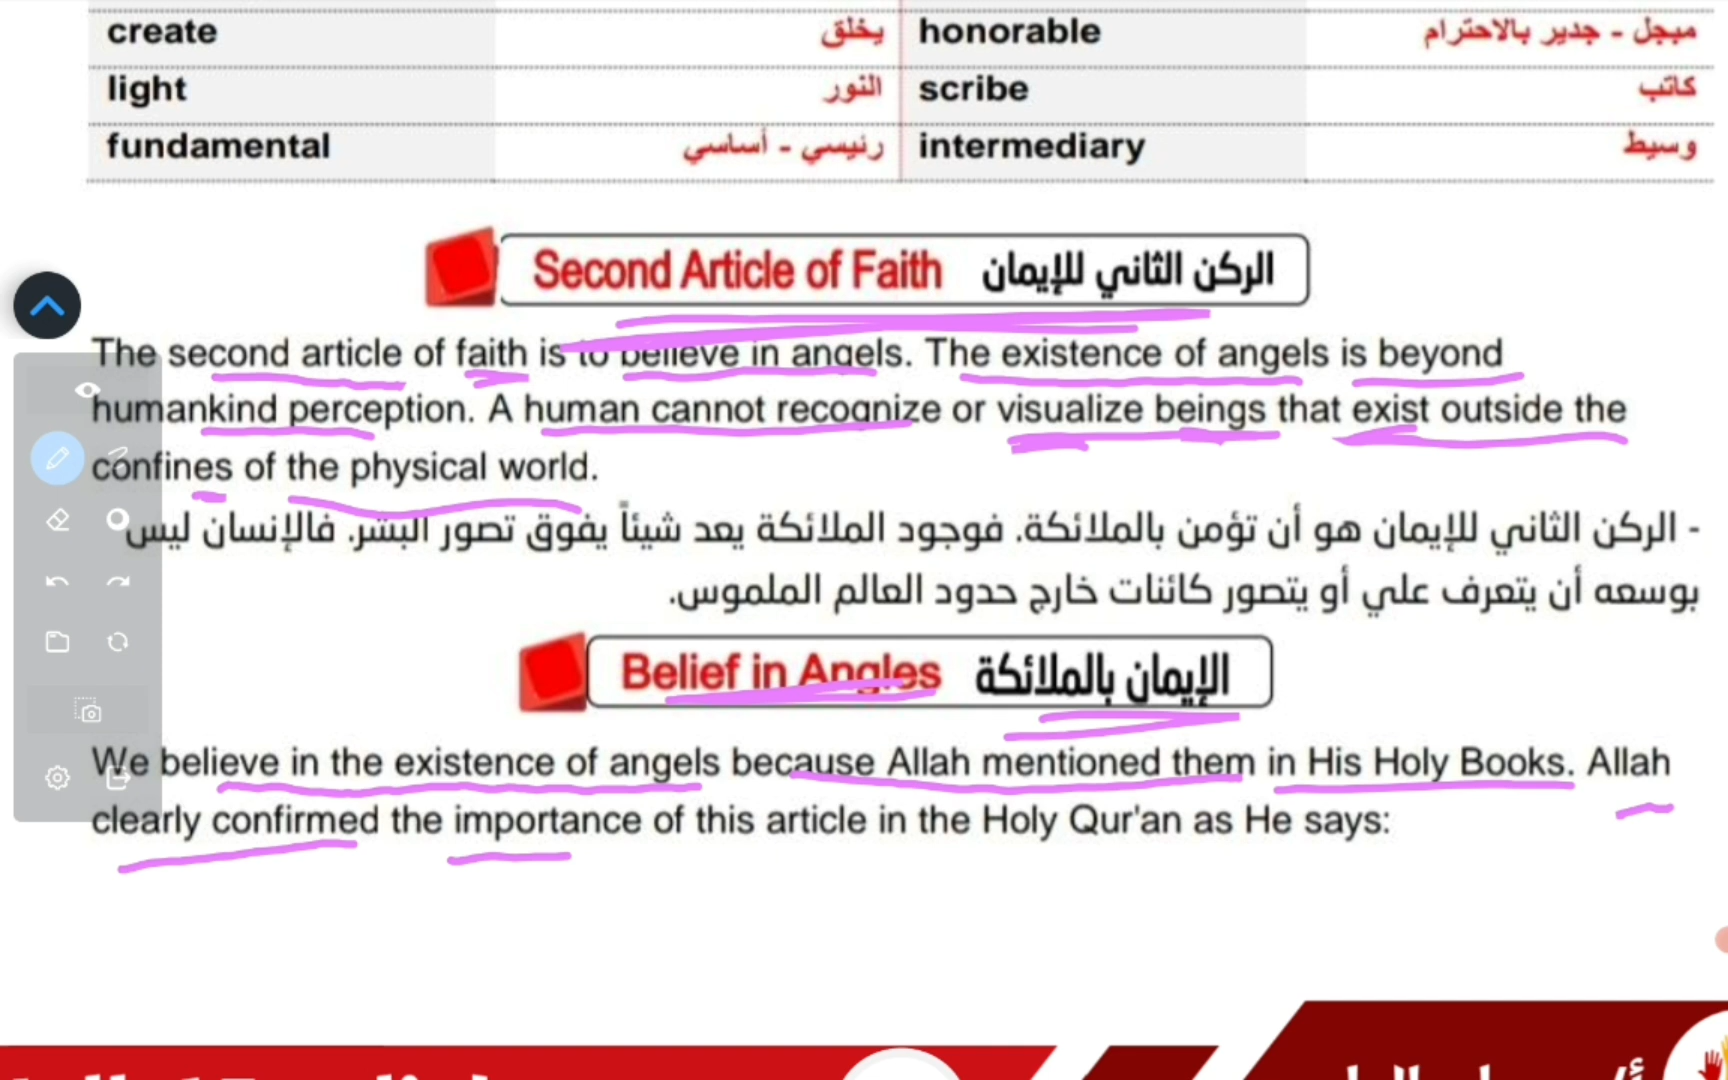 create يخلق honorable مبجل - جدير بالاحترام
light النور scribe كاتب
fundamental رئيسي - أساسي intermediary وسيط
Second Article of Faith الركن الثاني للإيمان
The second article of faith is to believe in angels. The existence of angels is beyond
humankind perception. A human cannot recognize or visualize beings that exist outside the
confines of the physical world.
- الركن الثاني للإيمان هو أن تؤمن بالملائكة. فوجود الملائكة يعد شيئاً يفوق تصور البشر. فالإنسان ليس
بوسعه أن يتعرف علي أو يتصور كائنات خارج حدود العالم الملموس.
Belief in Angles الإيمان بالملائكة
We believe in the existence of angels because Allah mentioned them in His Holy Books. Allah
clearly confirmed the importance of this article in the Holy Qur'an as He says: